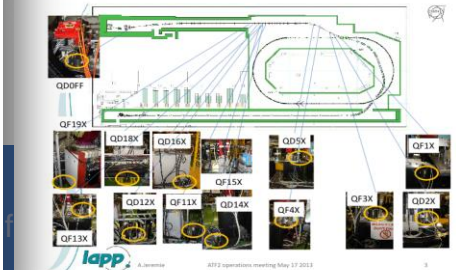 QD0FF
QF19X
QD18X
QD16X
QD5X
QF1X
QF15X
QD12X
QF11X
QD14X
QF4X
QF3X
QD2X
QF13X
f
lapp
A.Jeremie
ATF2 operations meeting May 17 2013
3